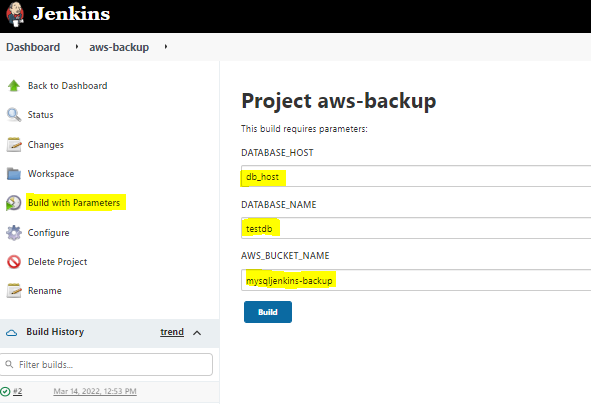 Jenkins
Dashboard
aws-backup
Back to Dashboard
Status
Changes
Workspace
Build with Parameters
Configure
Delete Project
Rename
Build History
trend
Filter builds...
#2
Mar 14, 2022, 12:53 PM
Project aws-backup
This build requires parameters:
DATABASE_HOST
db_host
DATABASE_NAME
testdb
AWS_BUCKET_NAME
mysqljenkins-backup
Build